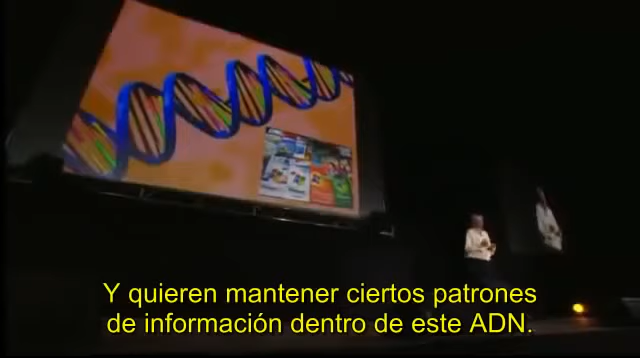 Y quieren mantener ciertos patrones
de información dentro de este ADN.